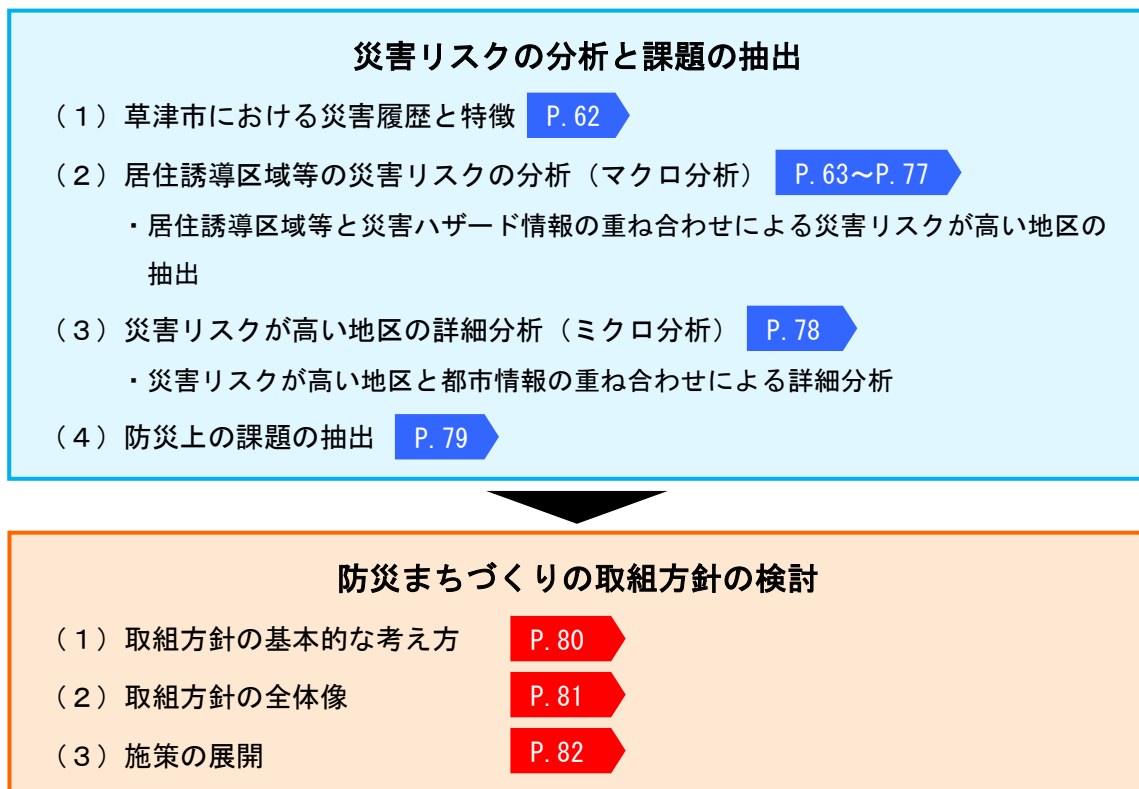 災害リスクの分析と課題の抽出
（１）草津市における災害履歴と特徴 P.62
（２）居住誘導区域等の災害リスクの分析（マクロ分析） P.63～P.77
・居住誘導区域等と災害ハザード情報の重ね合わせによる災害リスクが高い地区の
抽出
（３）災害リスクが高い地区の詳細分析（ミクロ分析） P.78
・災害リスクが高い地区と都市情報の重ね合わせによる詳細分析
（４）防災上の課題の抽出 P.79
防災まちづくりの取組方針の検討
（１）取組方針の基本的な考え方 P.80
（２）取組方針の全体像 P.81
（３）施策の展開 P.82